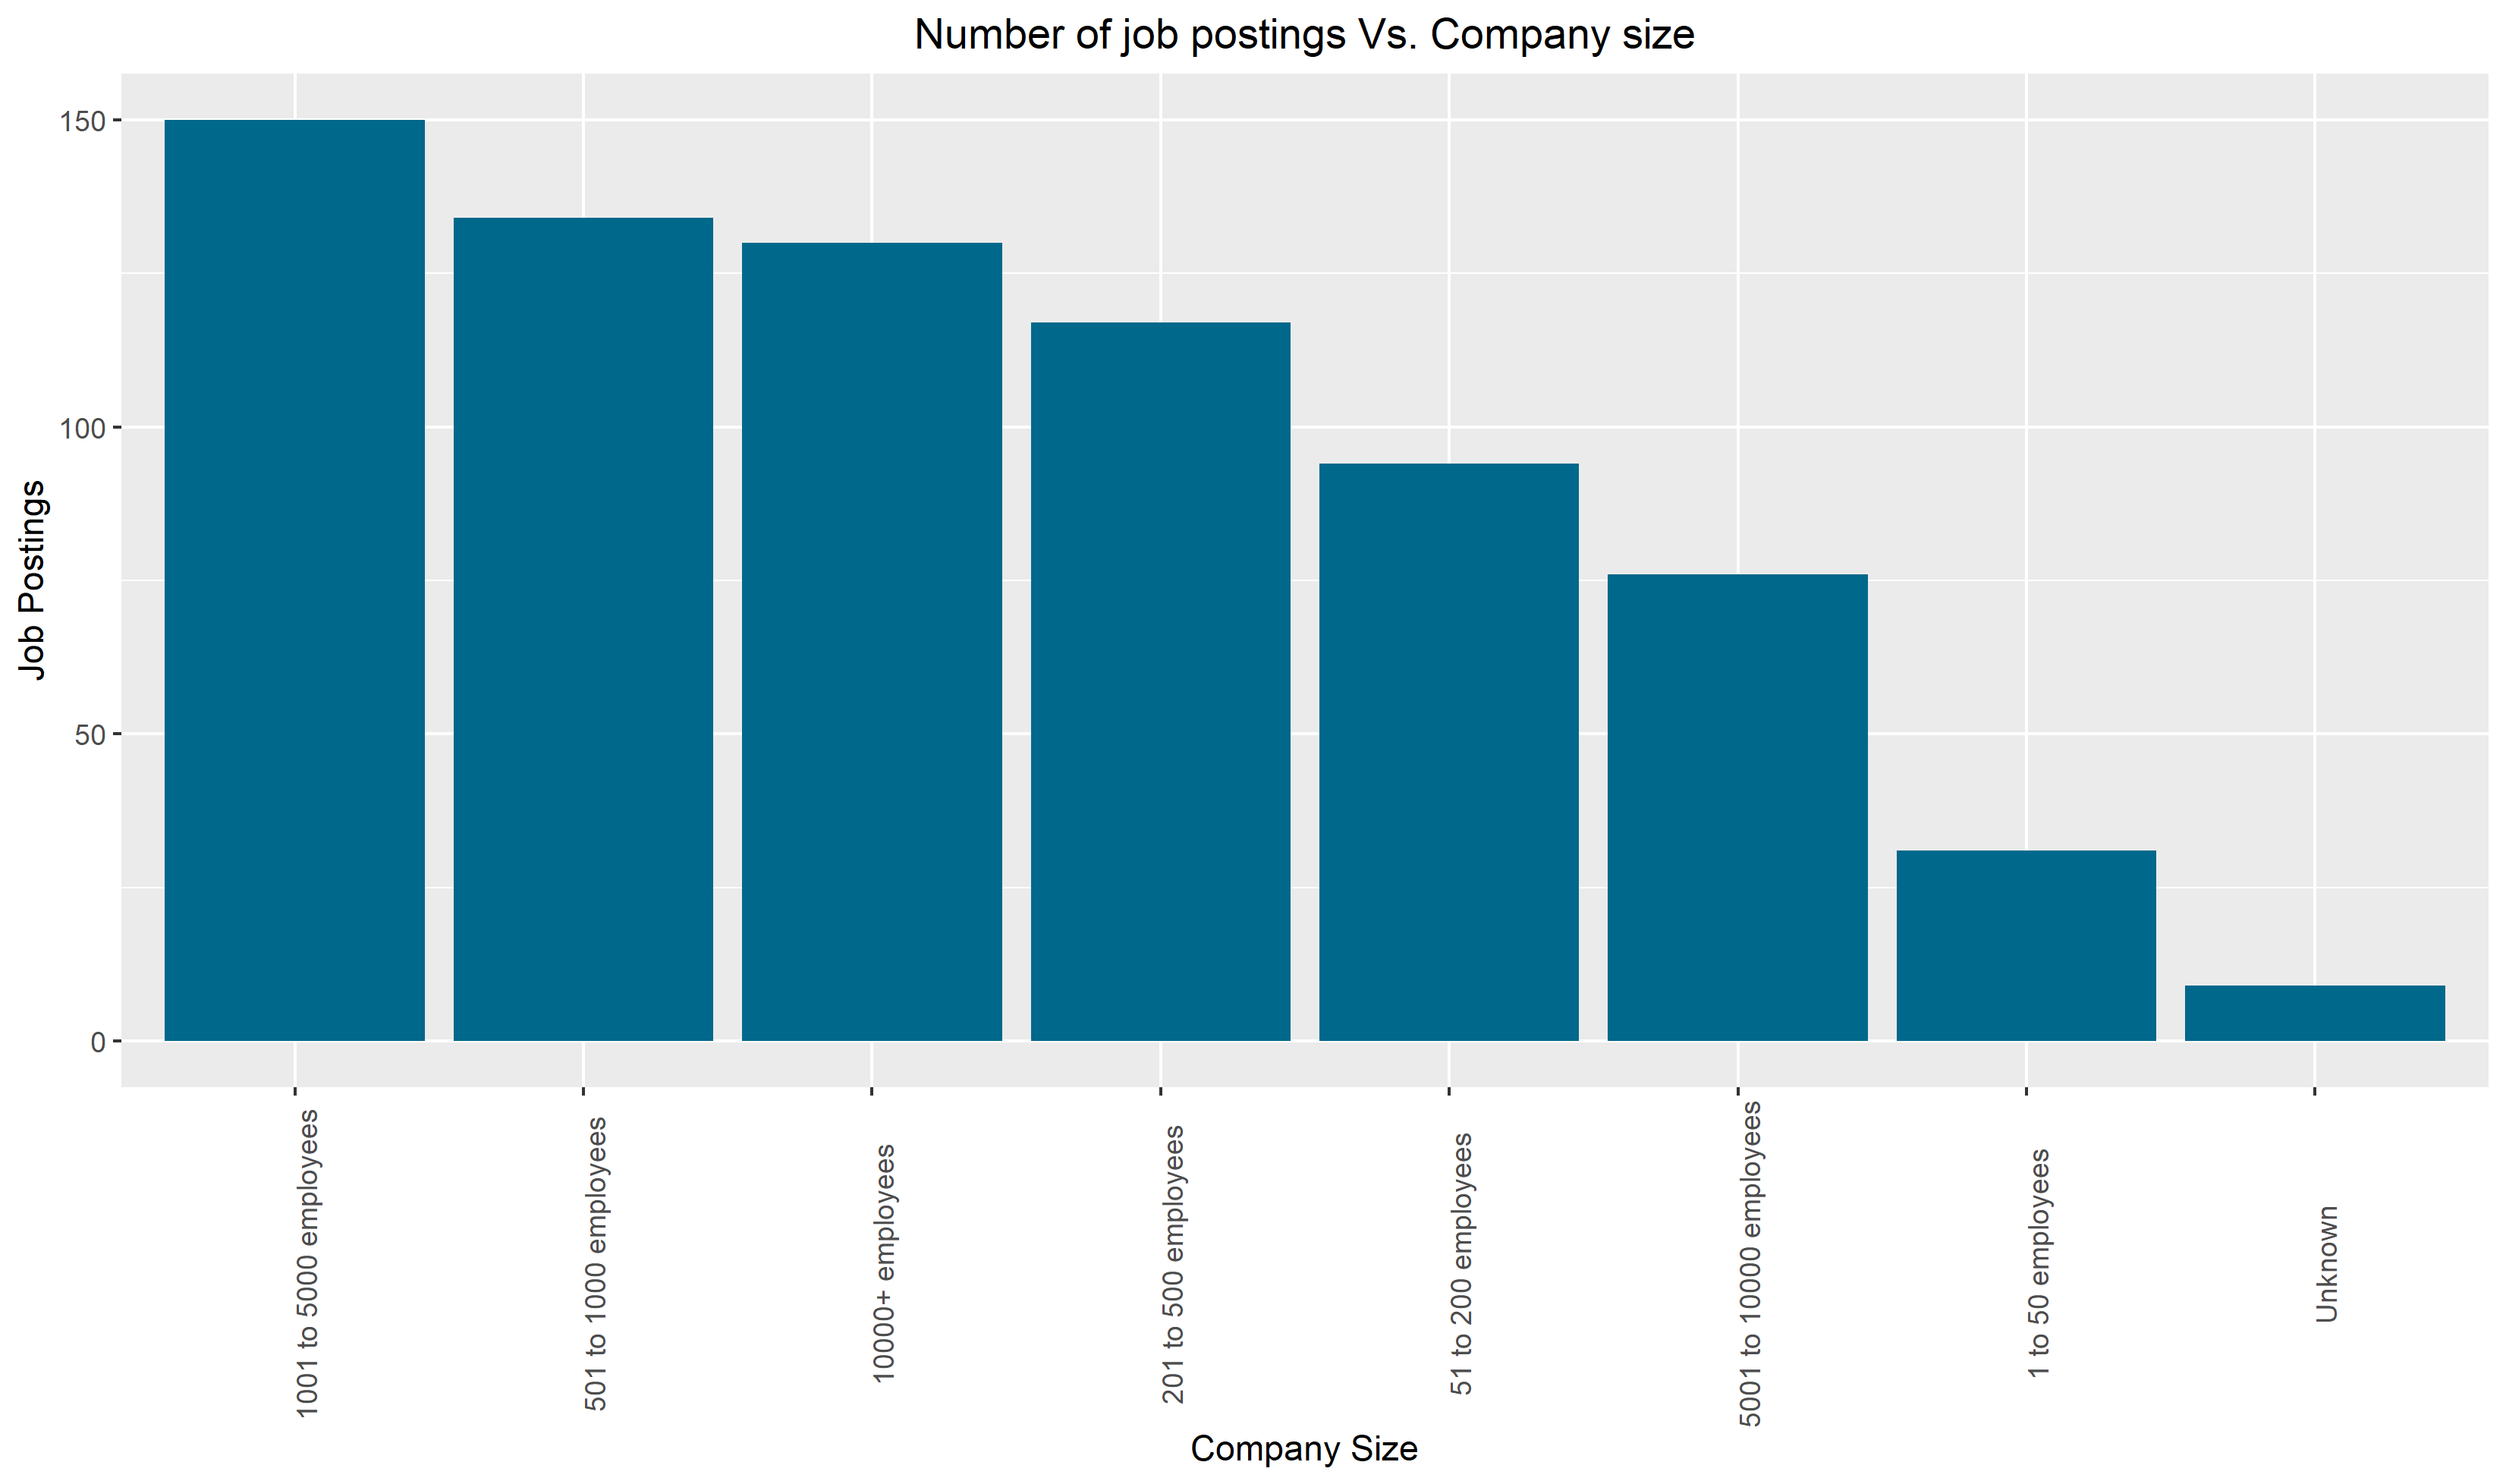 Number of job postings Vs. Company size
Job Postings
150
100
50
0
1001 to 5000 employees
501 to 1000 employees
10000+ employees
201 to 500 employees
51 to 200 employees
5001 to 10000 employees
1 to 50 employees
Unknown
Company Size